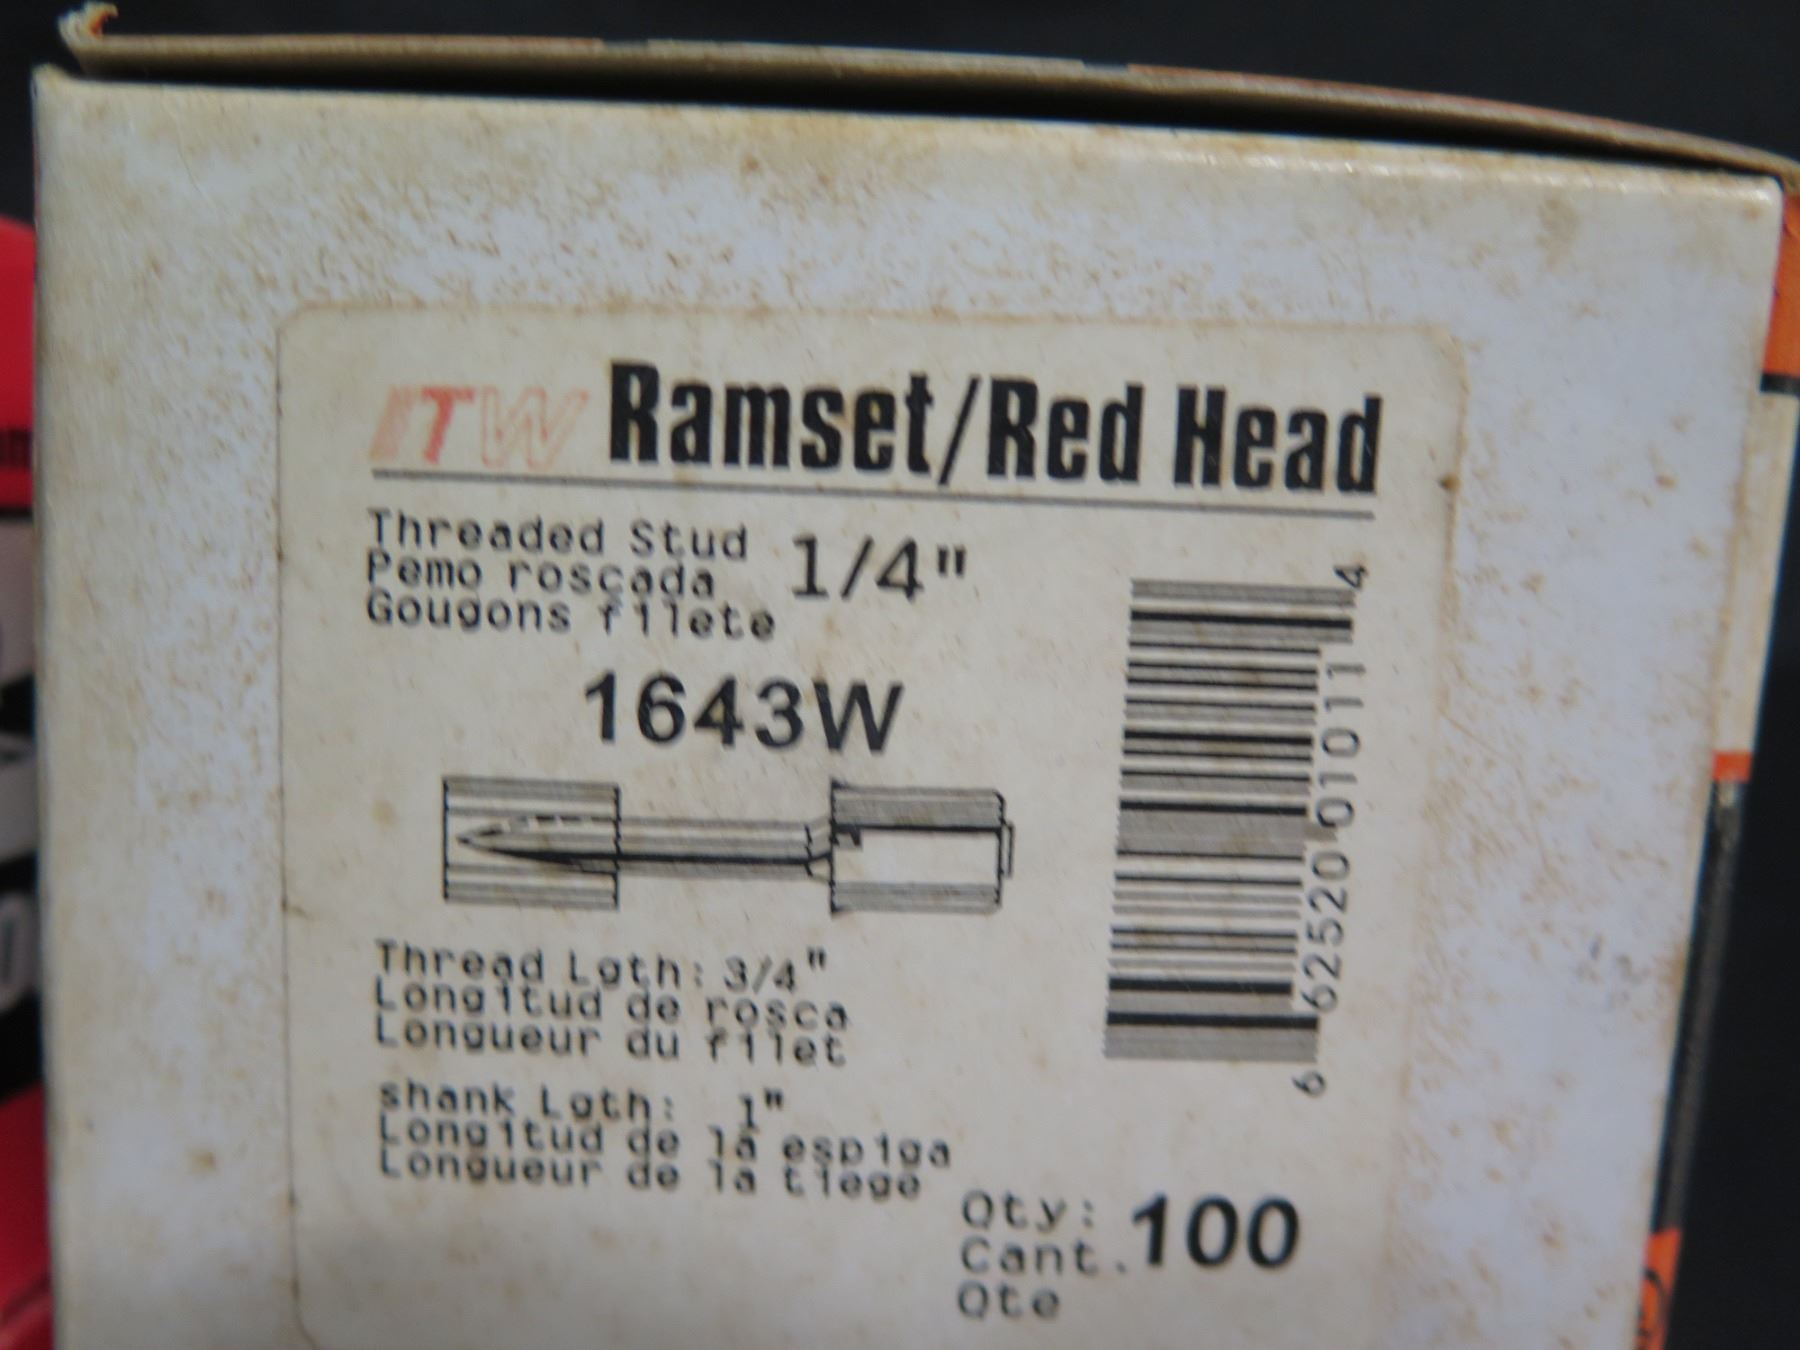 ITW Ramset/Red Head
Threaded Stud 1/4"
Pemo roscada
Gougons filete
1643W
Thread Lgth: 3/4"
Longitud de rosca
Longueur du filet
shank Lgth: 1"
Longitud de la espiga
Longueur de la tiege
Qty: 100
Cant.
Qte
6 62520 01011 4